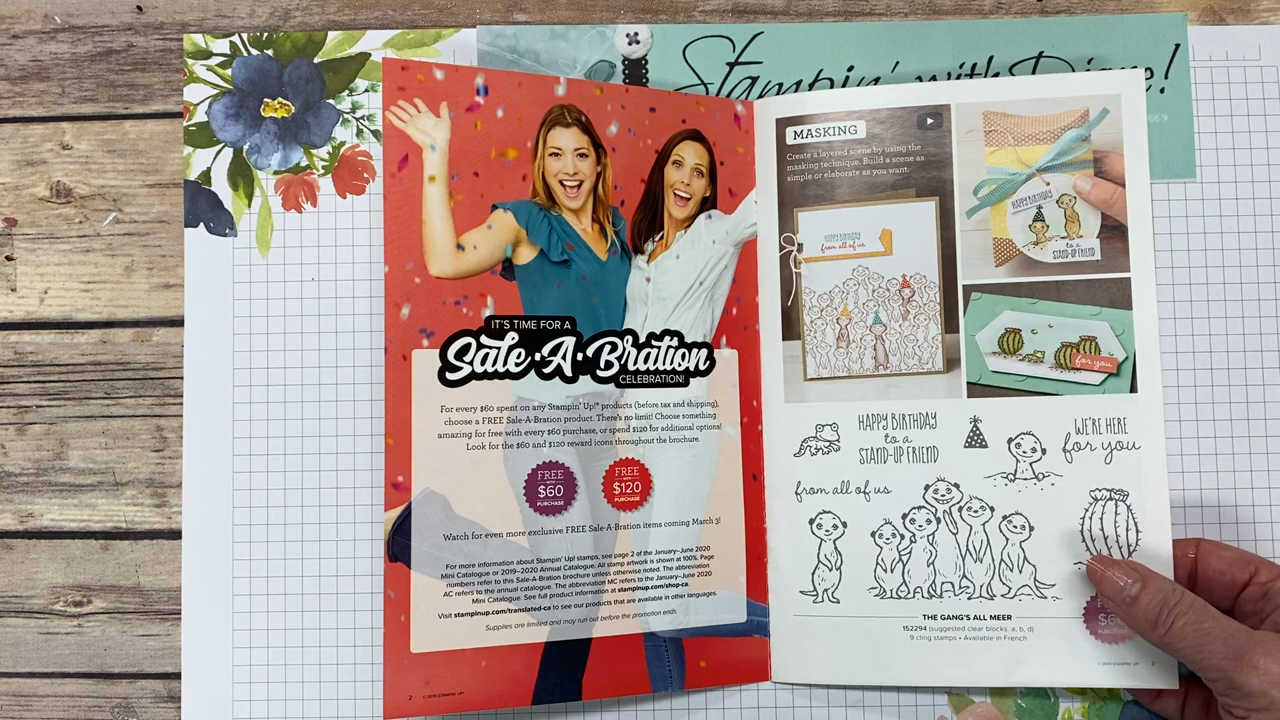 Stampin' with Diane!
669
IT'S TIME FOR A
Sale·A·Bration
CELEBRATION!
For every $60 spent on any Stampin' Up!® products (before tax and shipping),
choose a FREE Sale-A-Bration product. There's no limit! Choose something
amazing for free with every $60 purchase, or spend $120 for additional options!
Look for the $60 and $120 reward icons throughout the brochure.
FREE
WITH
$60
PURCHASE
FREE
WITH
$120
PURCHASE
Watch for even more exclusive FREE Sale-A-Bration items coming March 3!
For more information about Stampin' Up! stamps, see page 2 of the January–June 2020
Mini Catalogue or 2019–2020 Annual Catalogue. All stamp artwork is shown at 100%. Page
numbers refer to this Sale-A-Bration brochure unless otherwise noted. The abbreviation
AC refers to the annual catalogue. The abbreviation MC refers to the January–June 2020
Mini Catalogue. See full product information at stampinup.com/shop-ca.
Visit stampinup.com/translated-ca to see our products that are available in other languages.
Supplies are limited and may run out before the promotion ends.
2 © 2019 STAMPIN' UP!
MASKING
Create a layered scene by using the
masking technique. Build a scene as
simple or elaborate as you want.
HAPPY BIRTHDAY
from all of us
HAPPY BIRTHDAY
to a
STAND-UP FRIEND
for you
HAPPY BIRTHDAY
to a
STAND-UP FRIEND
WE'RE HERE
for you
from all of us
THE GANG'S ALL MEER
152294 (suggested clear blocks: a, b, d)
9 cling stamps • Available in French
$60
© 2019 STAMPIN' UP!